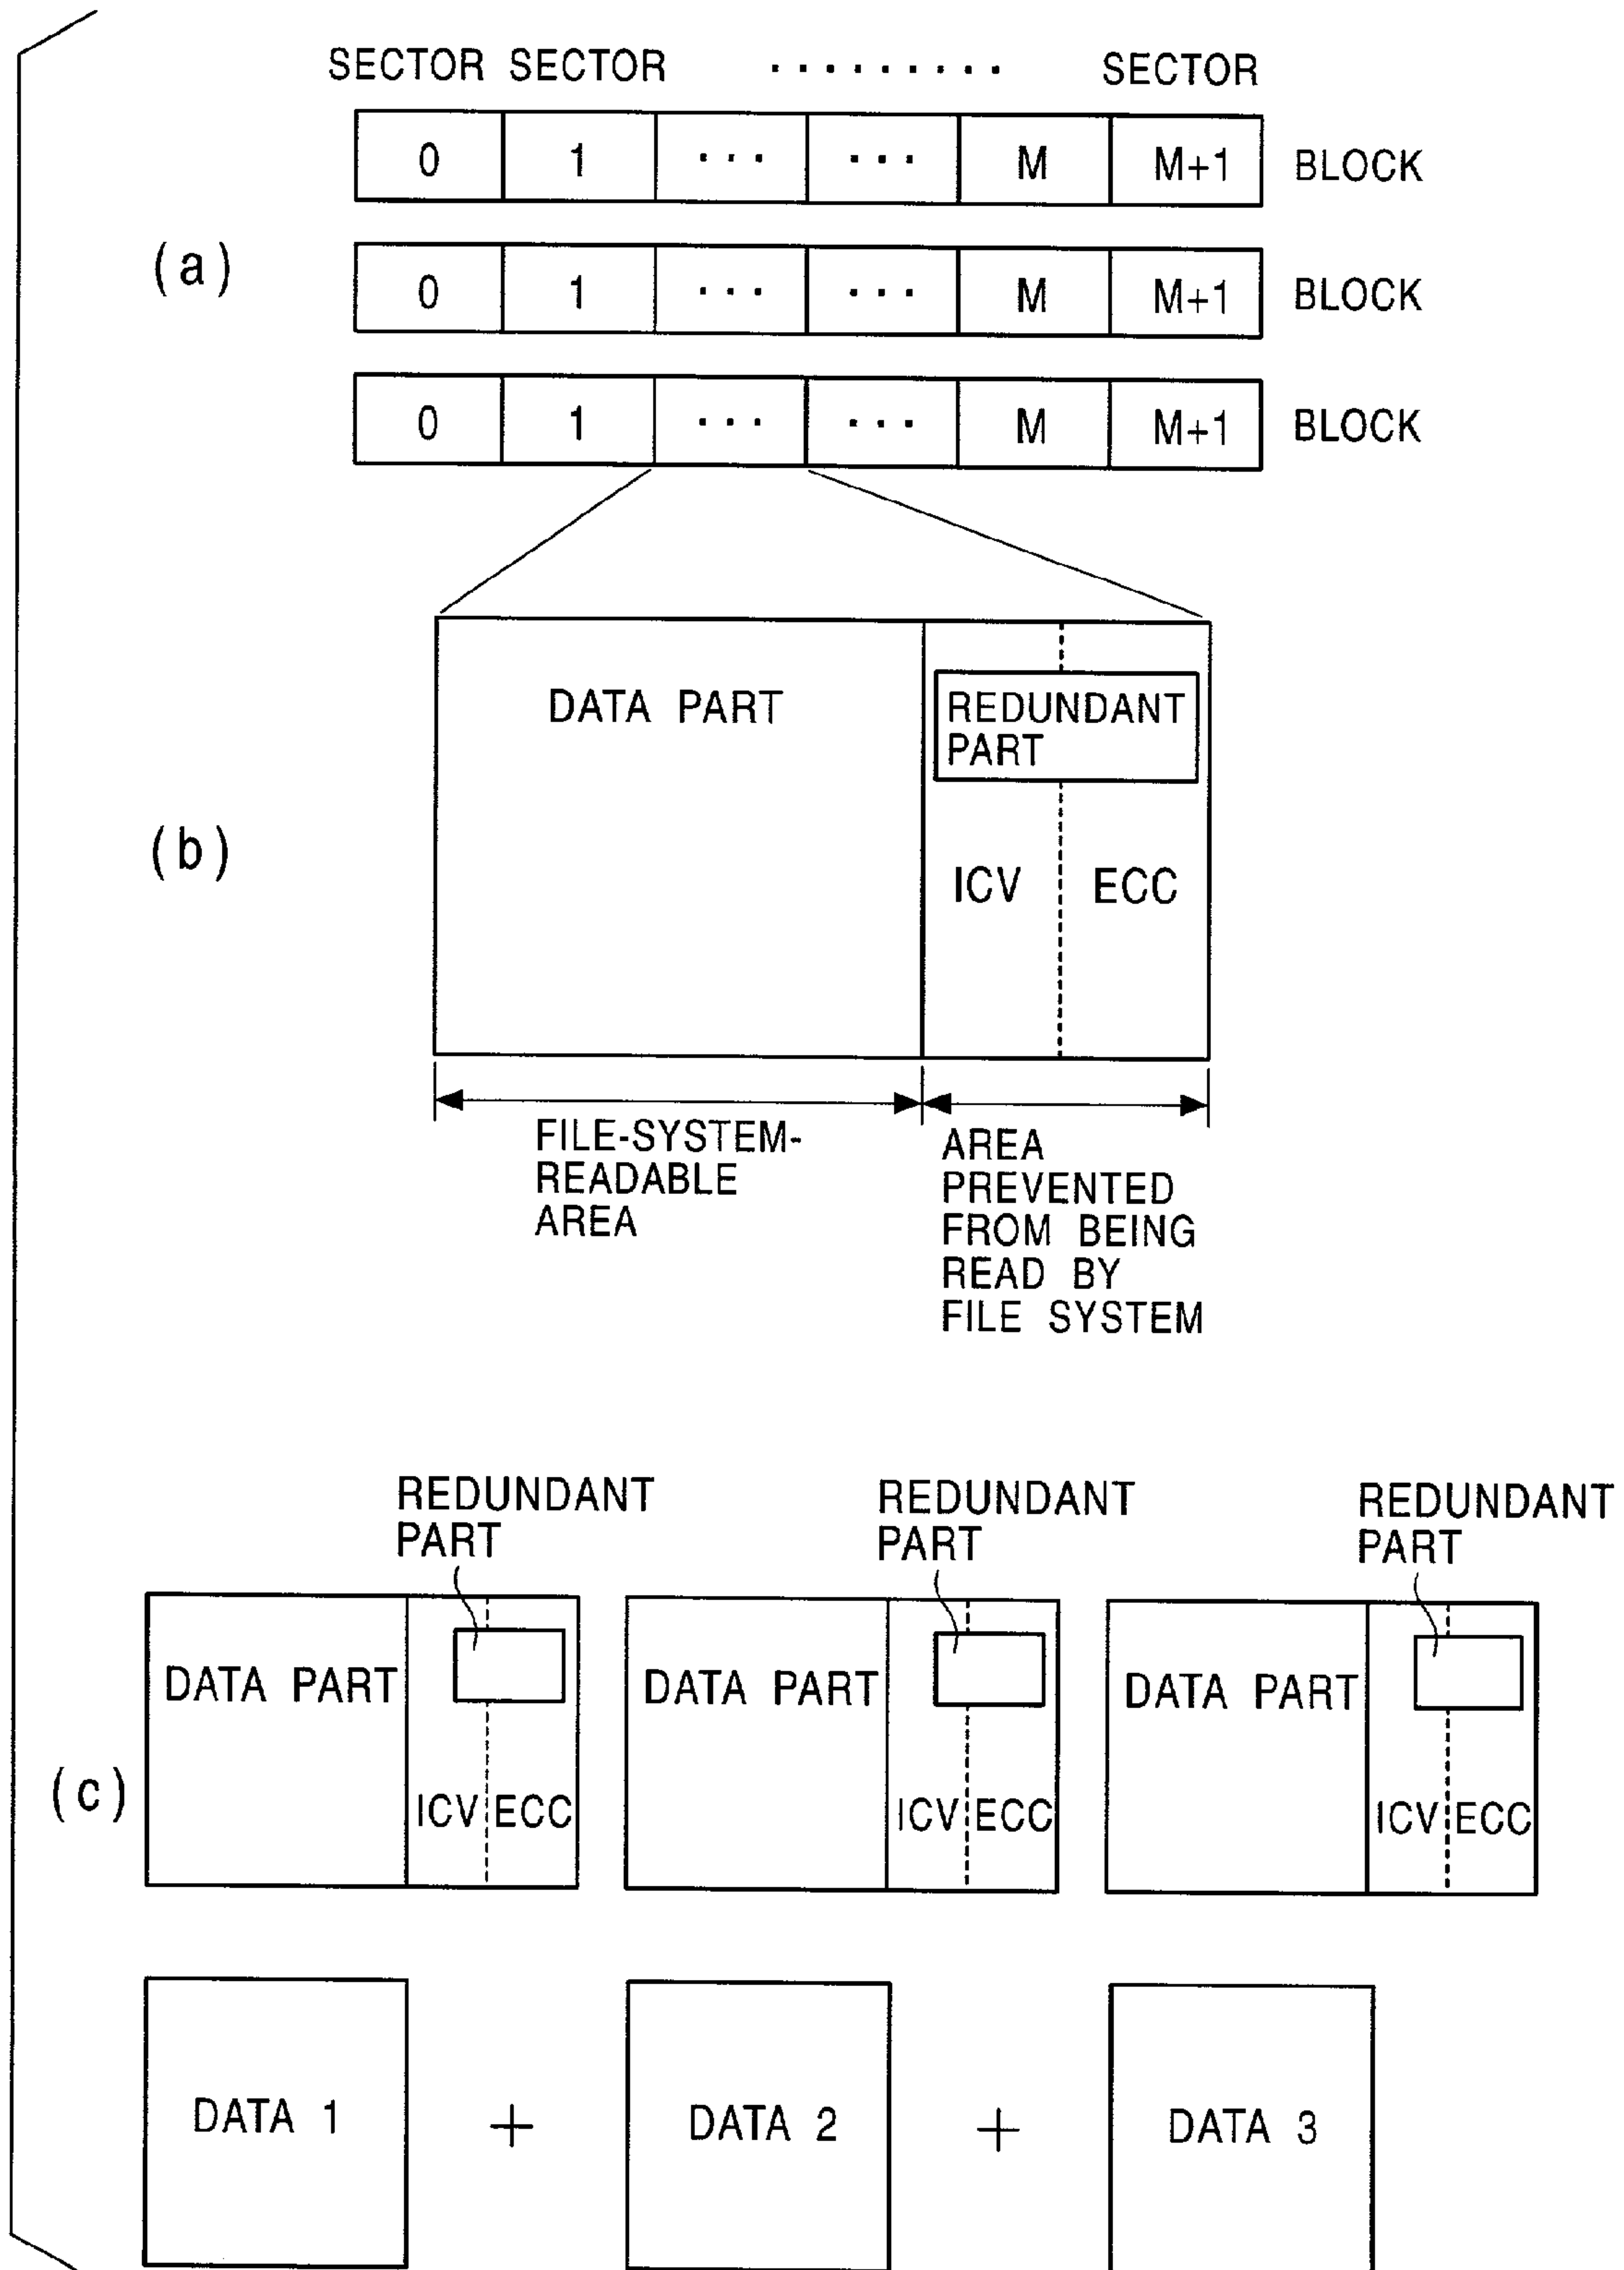 SECTOR SECTOR ········· SECTOR
0 1 ··· ··· M M+1 BLOCK
(a)
0 1 ··· ··· M M+1 BLOCK
0 1 ··· ··· M M+1 BLOCK
DATA PART
REDUNDANT
PART
(b)
ICV ECC
FILE-SYSTEM-
READABLE
AREA
AREA
PREVENTED
FROM BEING
READ BY
FILE SYSTEM
REDUNDANT
PART
REDUNDANT
PART
REDUNDANT
PART
DATA PART DATA PART DATA PART
(c)
ICV ECC ICV ECC ICV ECC
DATA 1 + DATA 2 + DATA 3